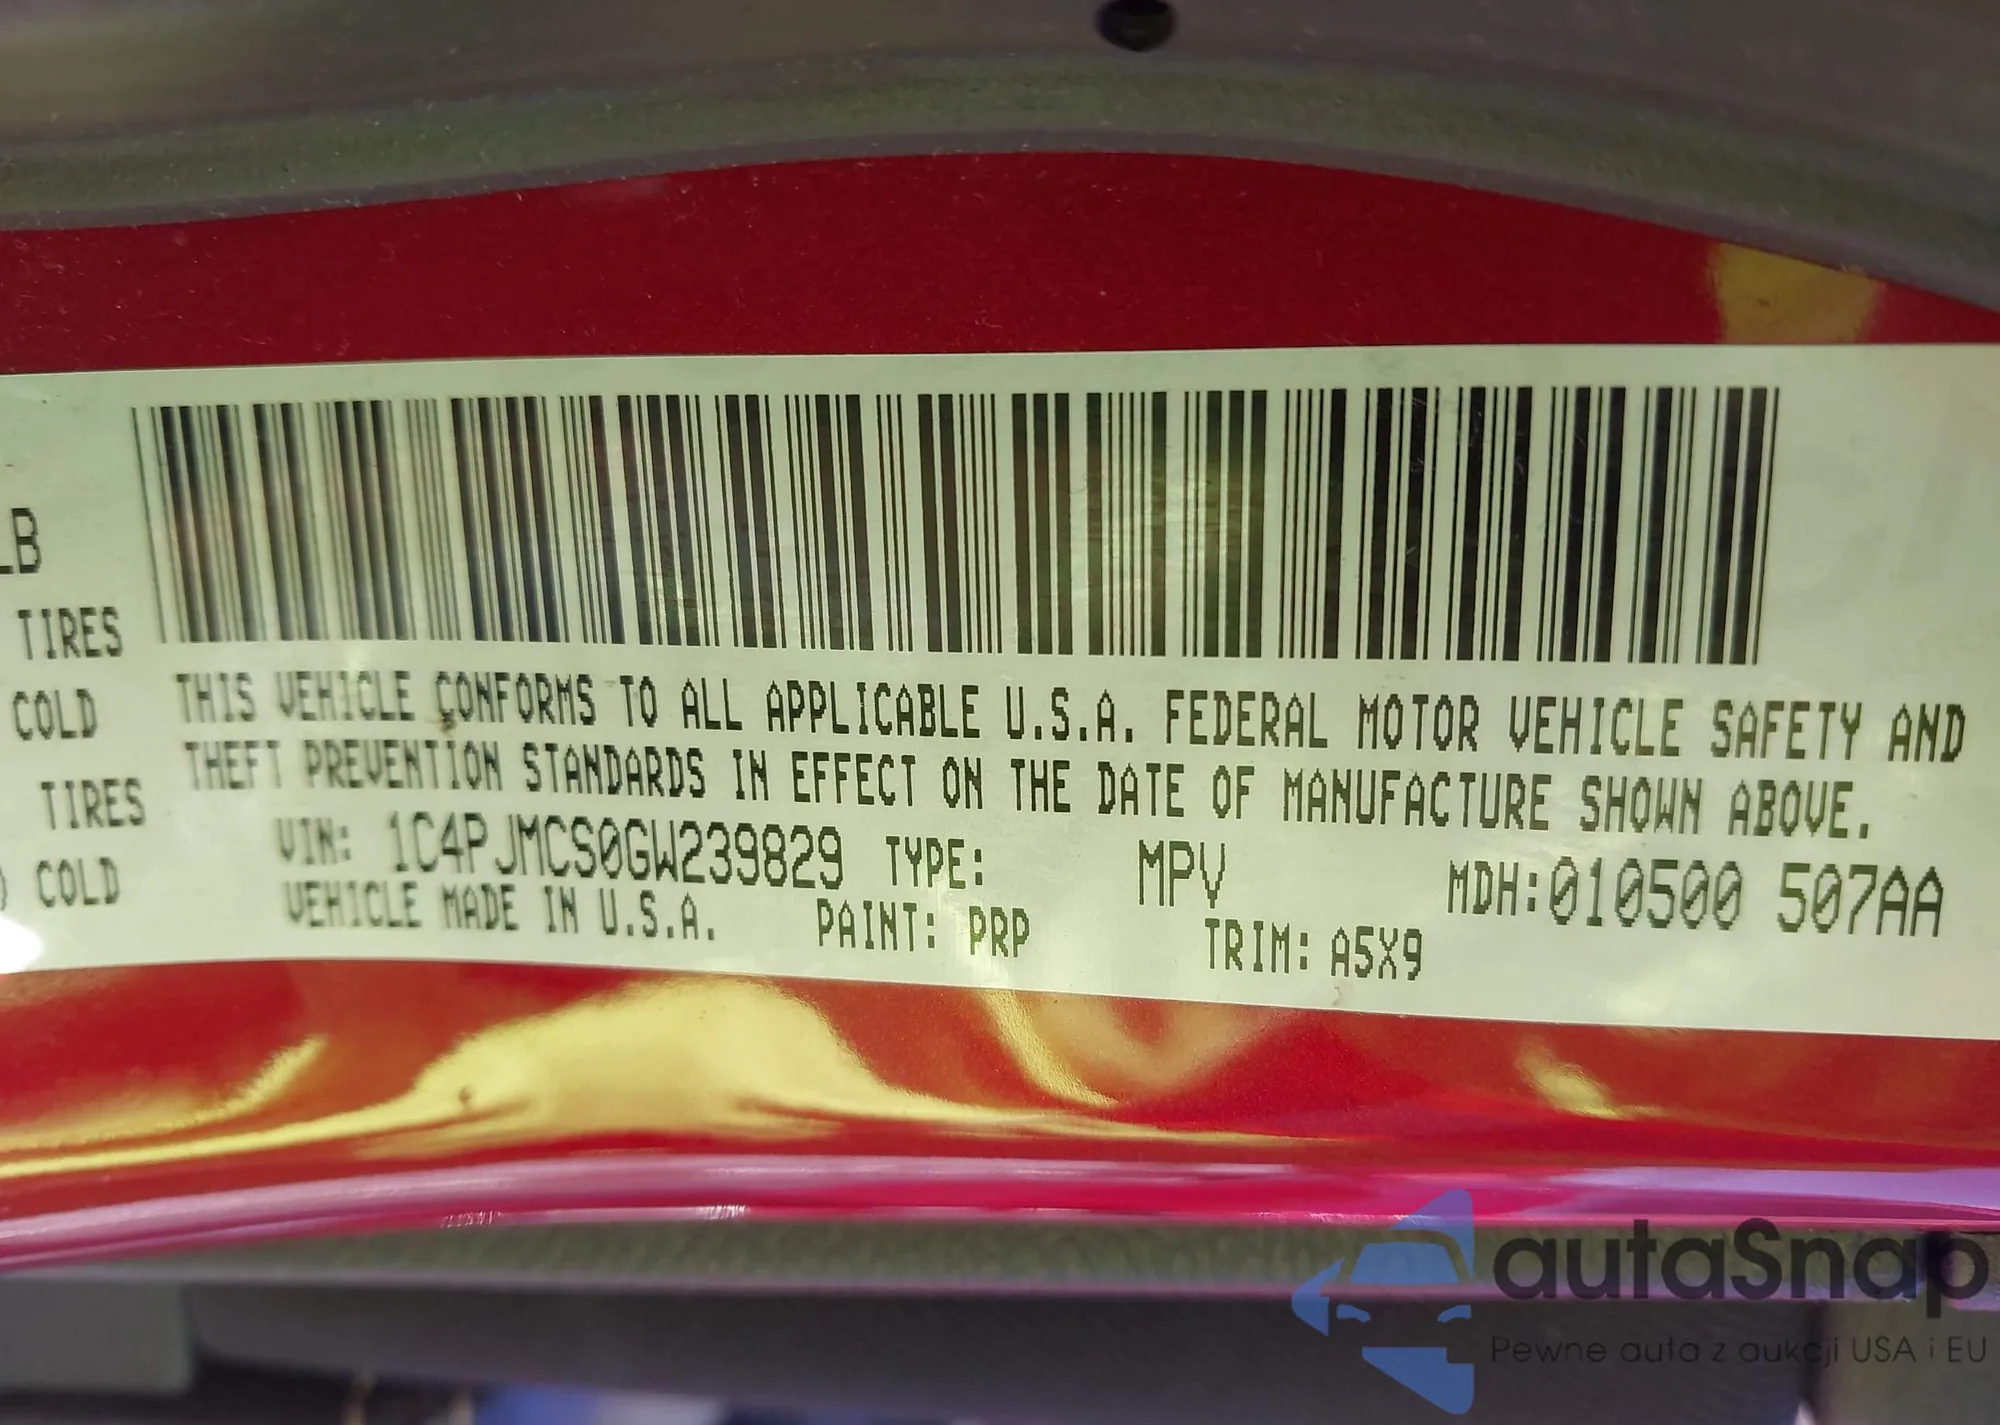 LB
TIRES
COLD
TIRES
) COLD
THIS VEHICLE CONFORMS TO ALL APPLICABLE U.S.A. FEDERAL MOTOR VEHICLE SAFETY AND
THEFT PREVENTION STANDARDS IN EFFECT ON THE DATE OF MANUFACTURE SHOWN ABOVE.
VIN: 1C4PJMCS0GW239829 TYPE: MPV MDH:010500 507AA
VEHICLE MADE IN U.S.A. PAINT: PRP TRIM: A5X9
autaSnap
Pewne auta z aukcji USA i EU